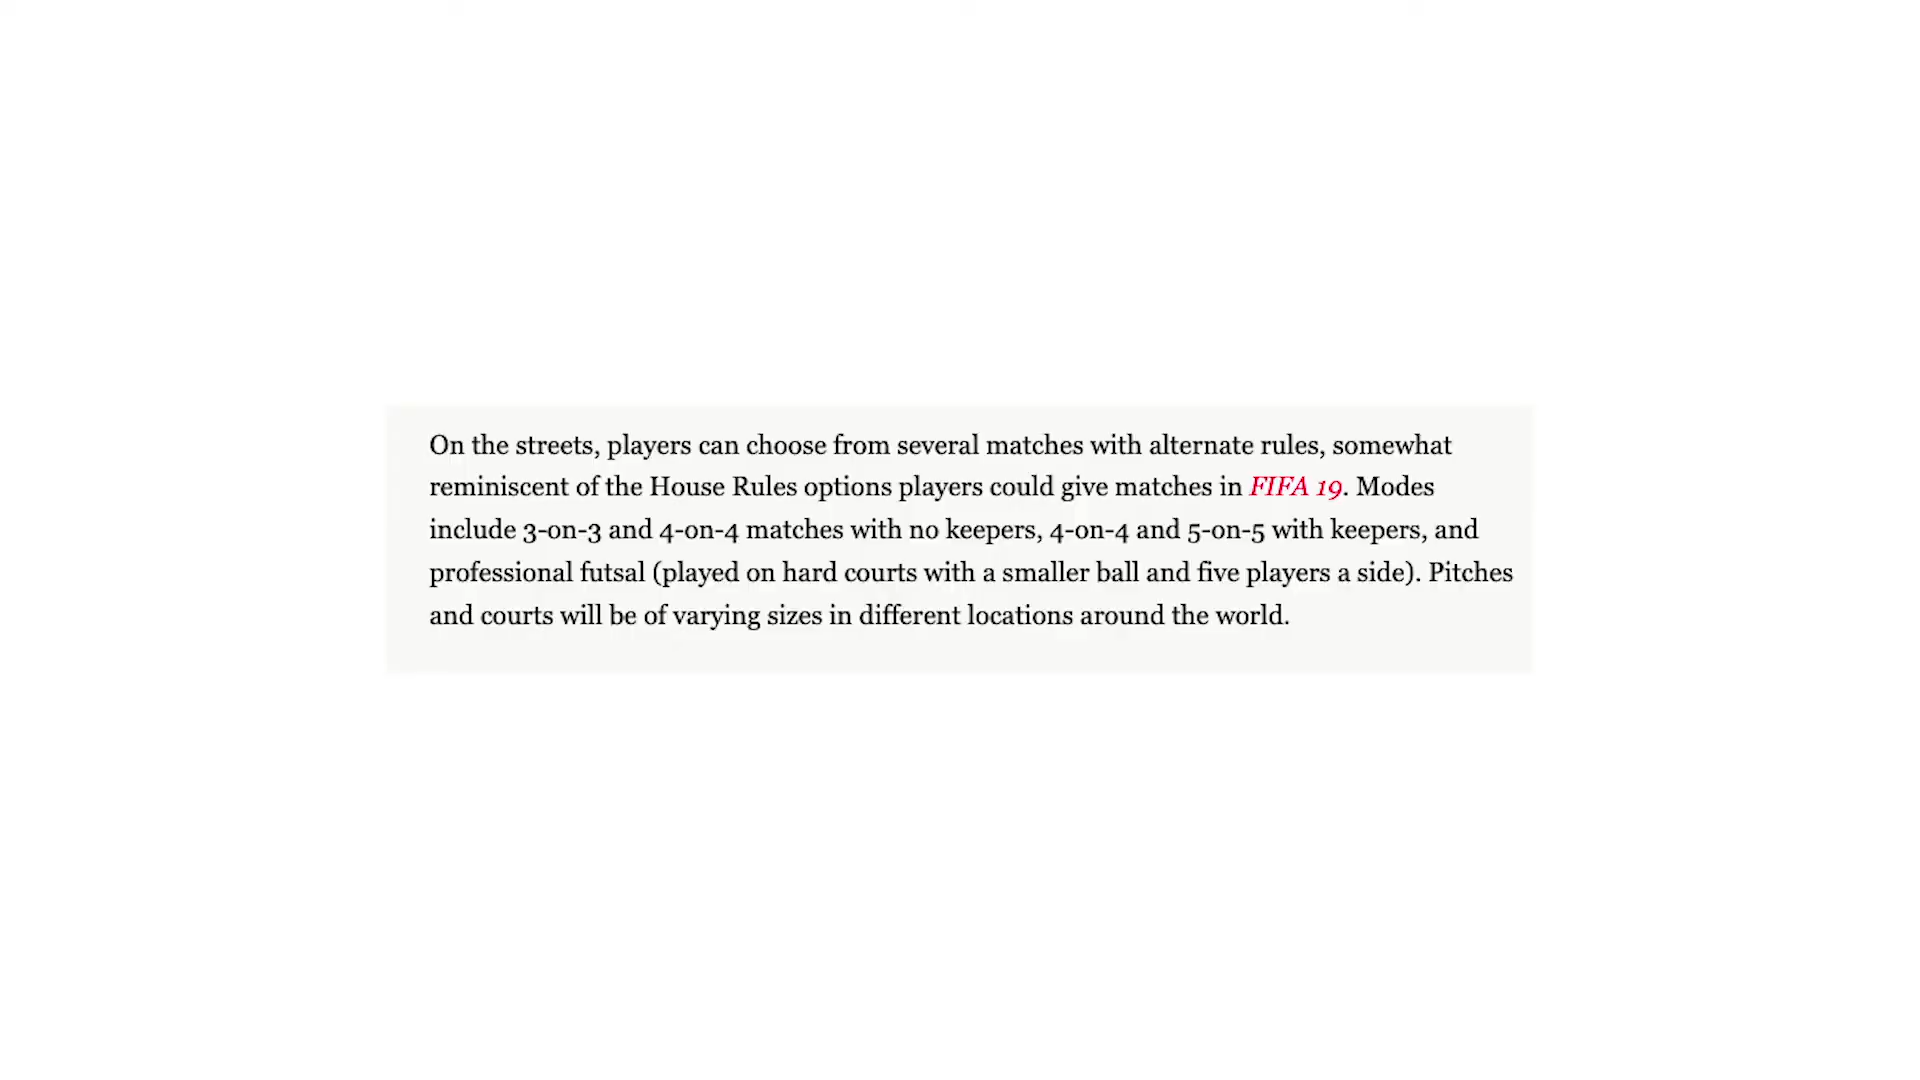 On the streets, players can choose from several matches with alternate rules, somewhat
reminiscent of the House Rules options players could give matches in FIFA 19. Modes
include 3-on-3 and 4-on-4 matches with no keepers, 4-on-4 and 5-on-5 with keepers, and
professional futsal (played on hard courts with a smaller ball and five players a side). Pitches
and courts will be of varying sizes in different locations around the world.